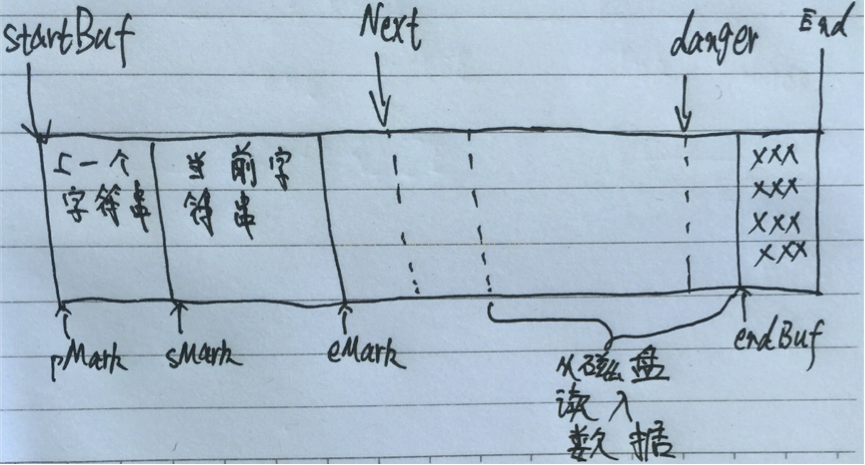 startBuf
Next
danger
End
上一个
字符串
当前字
符串
xxx
xxx
xxx
xxx
pMark
sMark
eMark
endBuf
从磁盘
读入
数据